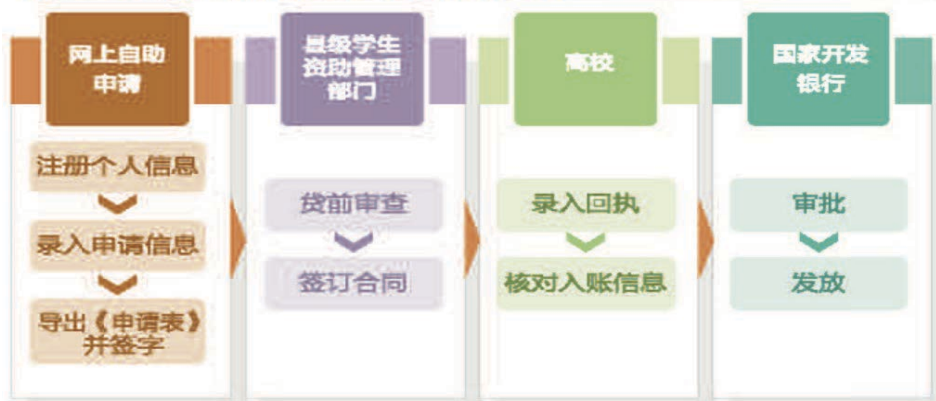 网上自助
申请
注册个人信息
录入申请信息
导出《申请表》
并签字
县级学生
资助管理
部门
贷前审查
签订合同
高校
录入回执
核对入账信息
国家开发
银行
审批
发放